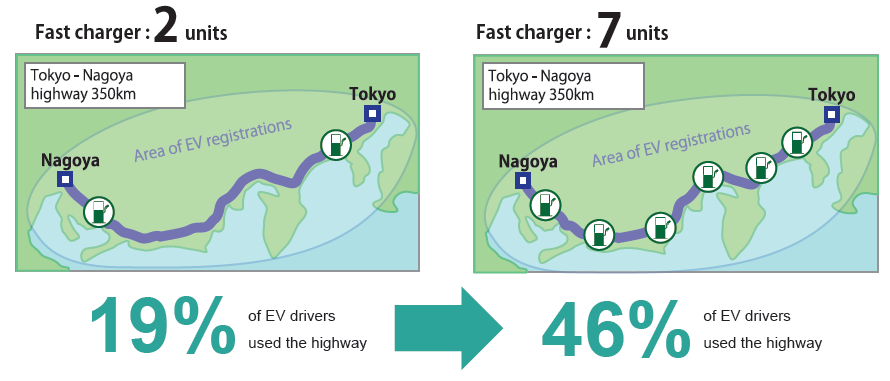 Fast charger : 2 units
Tokyo - Nagoya
highway 350km
Tokyo
Area of EV registrations
Nagoya
19%
of EV drivers
used the highway
Fast charger : 7 units
Tokyo - Nagoya
highway 350km
Tokyo
Area of EV registrations
Nagoya
46%
of EV drivers
used the highway